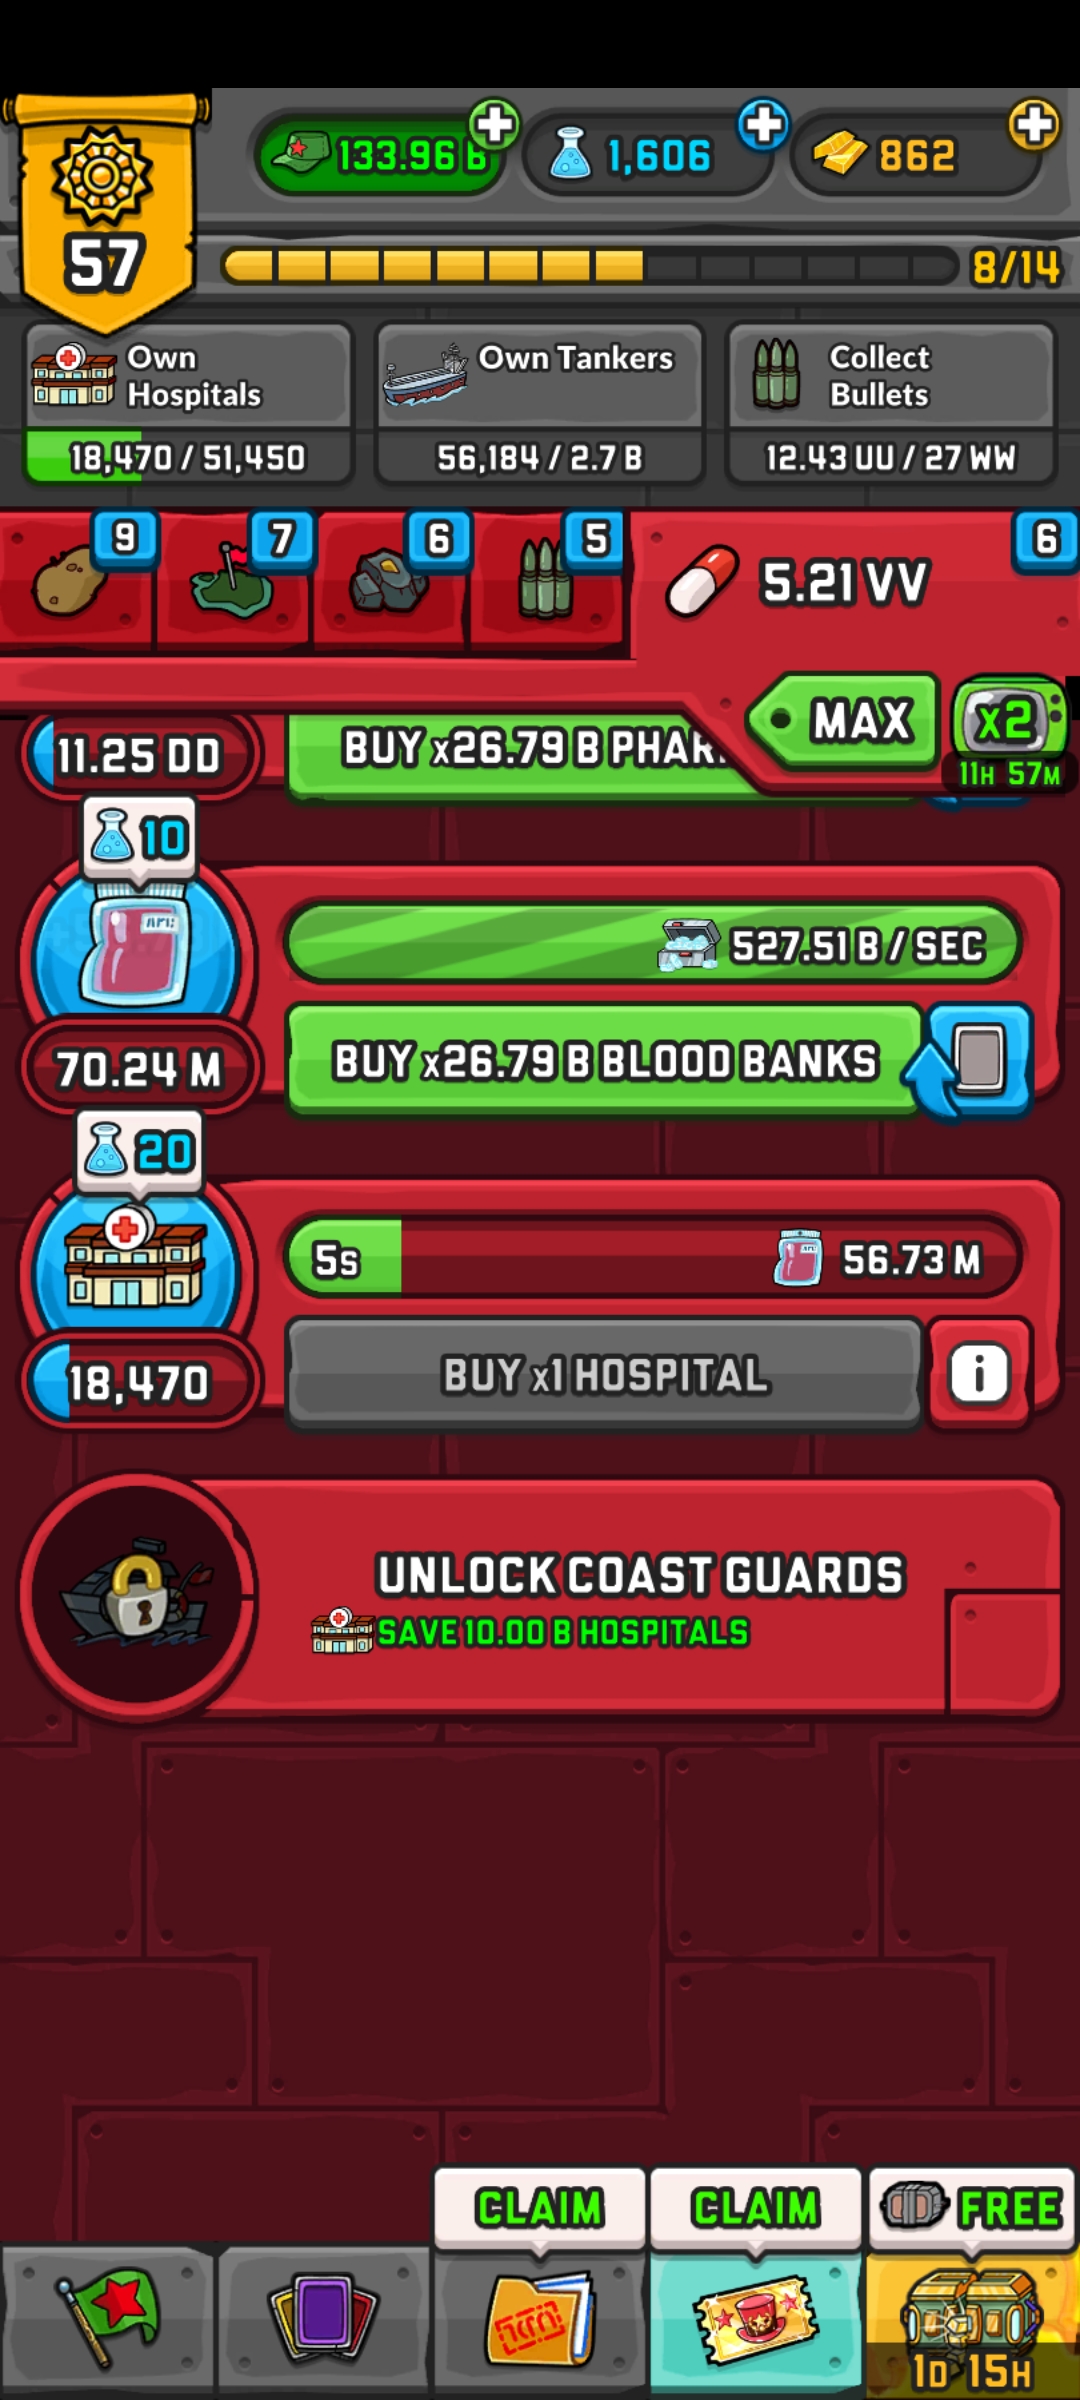 133.96 B
1,606
862
57
8/14
Own
Hospitals
18,470 / 51,450
Own Tankers
56,184 / 2.7 B
Collect
Bullets
12.43 UU / 27 WW
9
7
6
5
5.21 VV
6
MAX
x2
11H 57M
11.25 DD
BUY x26.79 B PHAR
10
527.51 B / SEC
70.24 M
BUY x26.79 B BLOOD BANKS
20
5s
56.73 M
18,470
BUY x1 HOSPITAL
i
UNLOCK COAST GUARDS
SAVE 10.00 B HOSPITALS
CLAIM
CLAIM
FREE
1D 15H